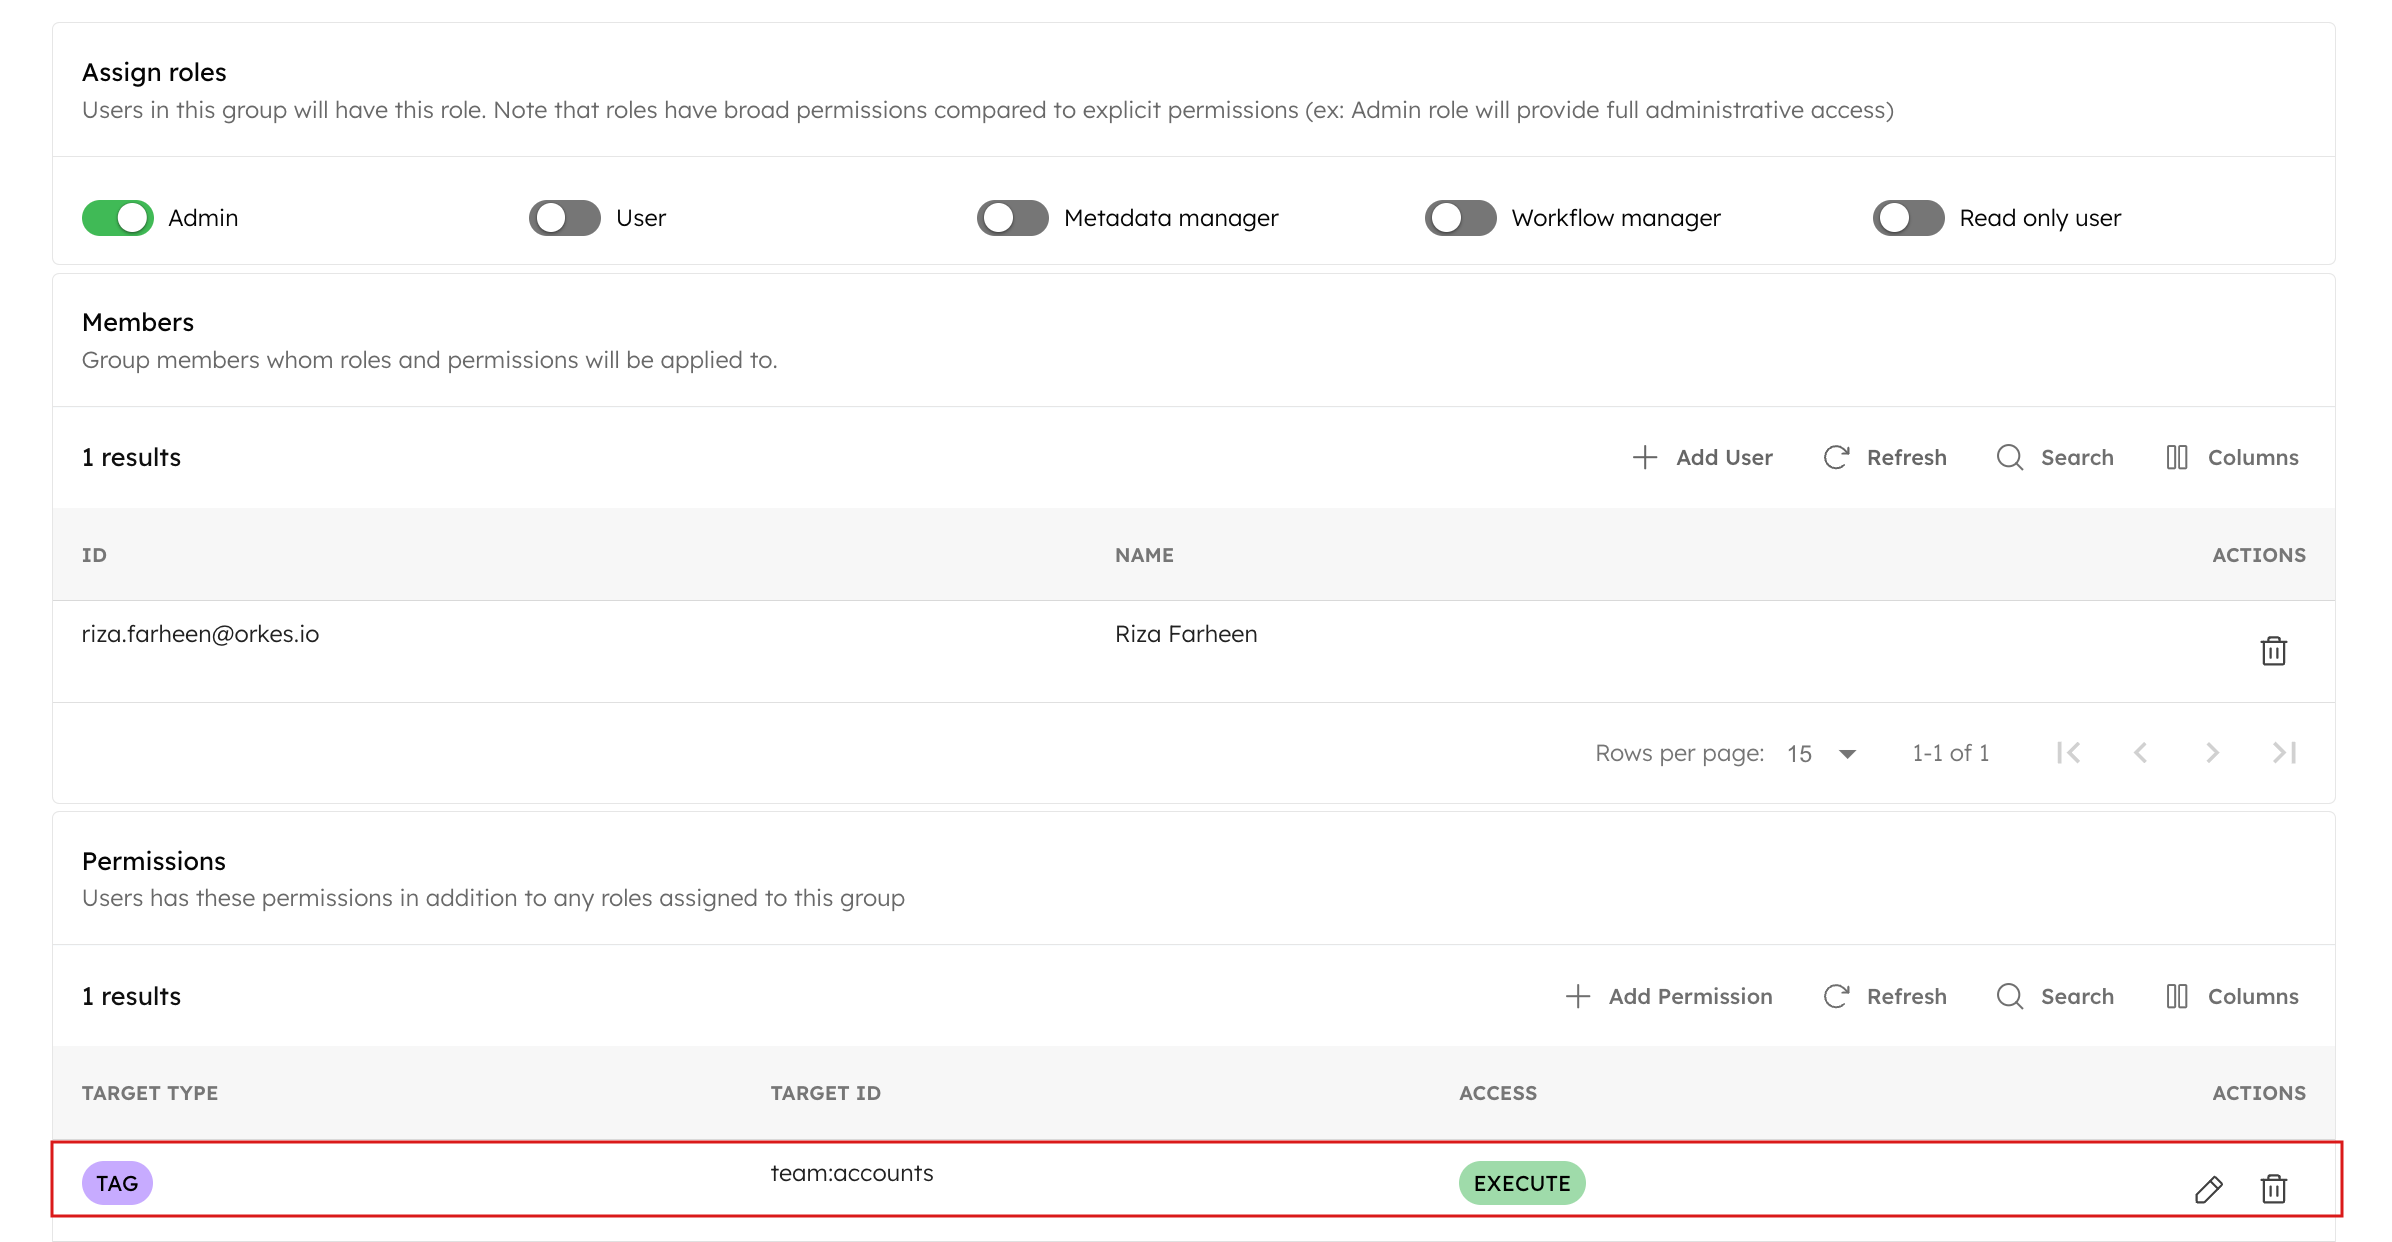 Assign roles
Users in this group will have this role. Note that roles have broad permissions compared to explicit permissions (ex: Admin role will provide full administrative access)
Admin User Metadata manager Workflow manager Read only user
Members
Group members whom roles and permissions will be applied to.
1 results Add User Refresh Search Columns
ID NAME ACTIONS
riza.farheen@orkes.io Riza Farheen
Rows per page: 15 1-1 of 1
Permissions
Users has these permissions in addition to any roles assigned to this group
1 results Add Permission Refresh Search Columns
TARGET TYPE TARGET ID ACCESS ACTIONS
TAG team:accounts EXECUTE